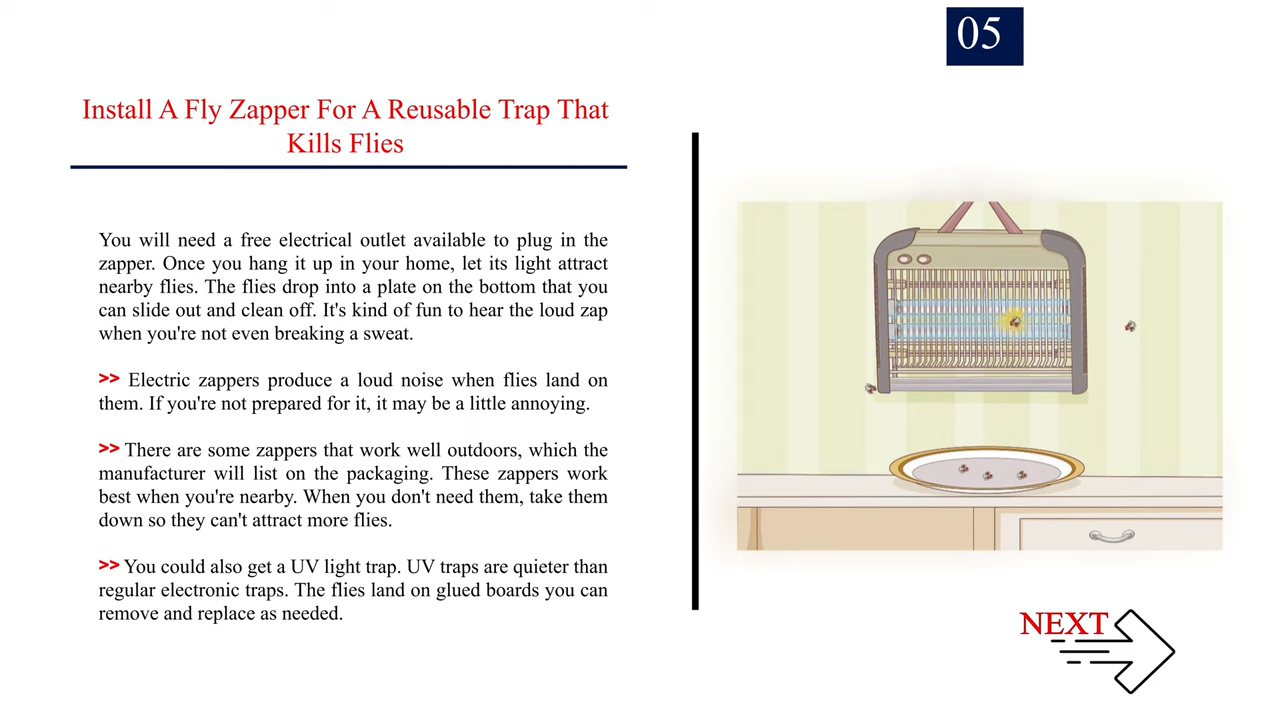 05
Install A Fly Zapper For A Reusable Trap That
Kills Flies
You will need a free electrical outlet available to plug in the
zapper. Once you hang it up in your home, let its light attract
nearby flies. The flies drop into a plate on the bottom that you
can slide out and clean off. It's kind of fun to hear the loud zap
when you're not even breaking a sweat.
>> Electric zappers produce a loud noise when flies land on
them. If you're not prepared for it, it may be a little annoying.
>> There are some zappers that work well outdoors, which the
manufacturer will list on the packaging. These zappers work
best when you're nearby. When you don't need them, take them
down so they can't attract more flies.
>> You could also get a UV light trap. UV traps are quieter than
regular electronic traps. The flies land on glued boards you can
remove and replace as needed.
NEXT